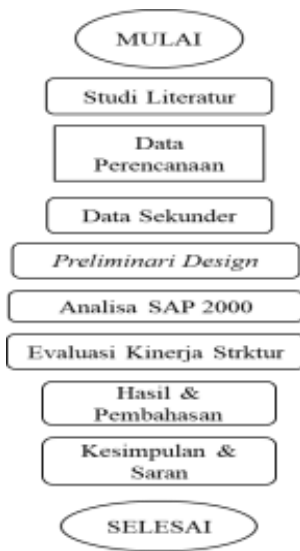 MULAI
Studi Literatur
Data
Perencanaan
Data Sekunder
Preliminari Design
Analisa SAP 2000
Evaluasi Kinerja Strktur
Hasil &
Pembahasan
Kesimpulan &
Saran
SELESAI